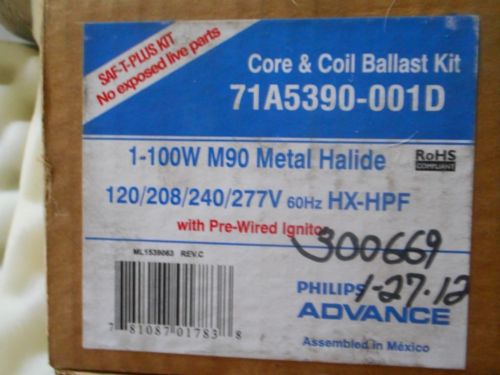 SAF-T-PLUS KIT
No exposed live parts
Core & Coil Ballast Kit
71A5390-001D
1-100W M90 Metal Halide
RoHS
COMPLIANT
120/208/240/277V 60Hz HX-HPF
with Pre-Wired Ignitor
300669
ML1539063 REV.C
PHILIPS
1-27-12
ADVANCE
7 81087 01783 8
Assembled in México